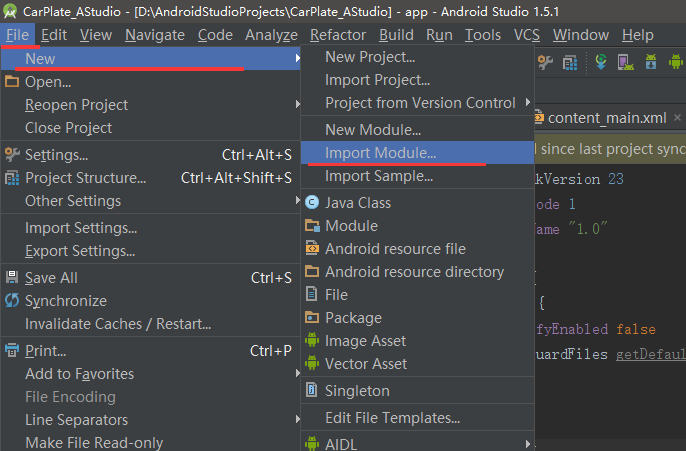 CarPlate_AStudio - [D:\AndroidStudioProjects\CarPlate_AStudio] - app - Android Studio 1.5.1
File Edit View Navigate Code Analyze Refactor Build Run Tools VCS Window Help
New
Open...
Reopen Project
Close Project
Settings... Ctrl+Alt+S
Project Structure... Ctrl+Alt+Shift+S
Other Settings
Import Settings...
Export Settings...
Save All Ctrl+S
Synchronize
Invalidate Caches / Restart...
Print... Ctrl+P
Add to Favorites
File Encoding
Line Separators
Make File Read-only
New Project...
Import Project...
Project from Version Control
New Module...
Import Module...
Import Sample...
Java Class
Module
Android resource file
Android resource directory
File
Package
Image Asset
Vector Asset
Singleton
Edit File Templates...
AIDL
content_main.xml
d since last project sync
kVersion 23
ode 1
ame "1.0"
{
{
fyEnabled false
uardFiles getDefaul